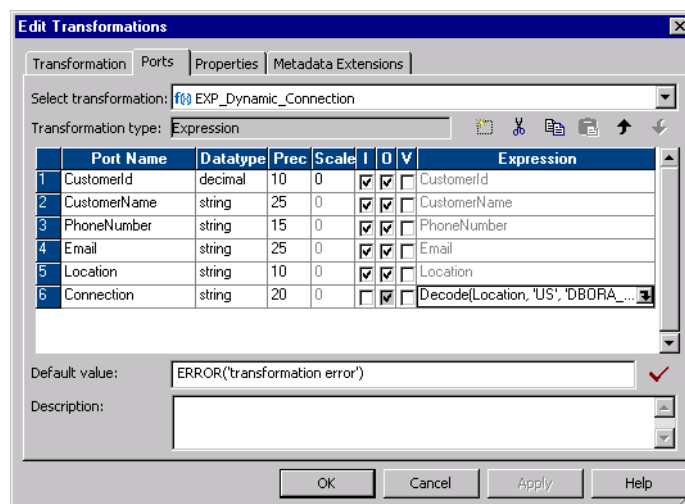 Edit Transformations
Transformation Ports Properties Metadata Extensions
Select transformation: f(x) EXP_Dynamic_Connection
Transformation type: Expression
Port Name Datatype Prec Scale I O V Expression
1 CustomerId decimal 10 0 CustomerId
2 CustomerName string 25 0 CustomerName
3 PhoneNumber string 15 0 PhoneNumber
4 Email string 25 0 Email
5 Location string 10 0 Location
6 Connection string 20 0 Decode(Location, 'US', 'DBORA_...
Default value: ERROR('transformation error')
Description:
OK Cancel Apply Help